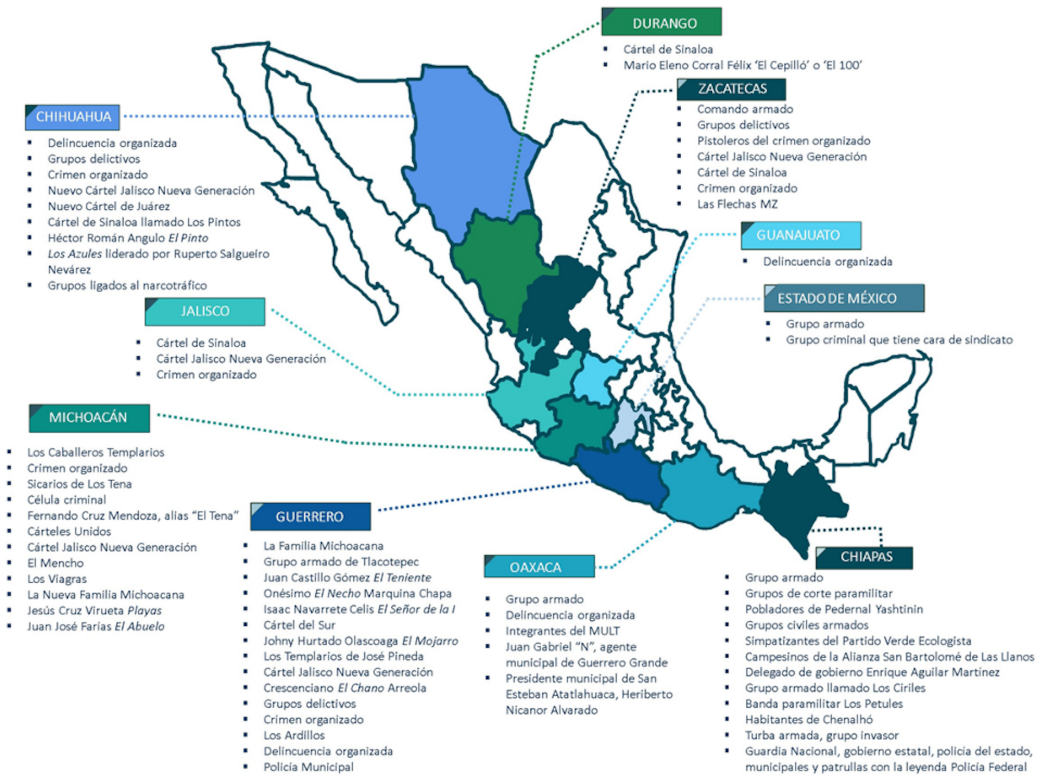 DURANGO
▪ Cártel de Sinaloa
▪ Mario Eleno Corral Félix ‘El Cepilló’ o ‘El 100’
ZACATECAS
▪ Comando armado
▪ Grupos delictivos
▪ Pistoleros del crimen organizado
▪ Cártel Jalisco Nueva Generación
▪ Cártel de Sinaloa
▪ Crimen organizado
▪ Las Flechas MZ
CHIHUAHUA
▪ Delincuencia organizada
▪ Grupos delictivos
▪ Crimen organizado
▪ Nuevo Cártel Jalisco Nueva Generación
▪ Nuevo Cártel de Juárez
▪ Cártel de Sinaloa llamado Los Pintos
▪ Héctor Román Angulo El Pinto
▪ Los Azules liderado por Ruperto Salgueiro
Nevárez
▪ Grupos ligados al narcotráfico
GUANAJUATO
▪ Delincuencia organizada
ESTADO DE MÉXICO
▪ Grupo armado
▪ Grupo criminal que tiene cara de sindicato
JALISCO
▪ Cártel de Sinaloa
▪ Cártel Jalisco Nueva Generación
▪ Crimen organizado
MICHOACÁN
▪ Los Caballeros Templarios
▪ Crimen organizado
▪ Sicarios de Los Tena
▪ Célula criminal
▪ Fernando Cruz Mendoza, alias “El Tena”
▪ Cárteles Unidos
▪ Cártel Jalisco Nueva Generación
▪ El Mencho
▪ Los Viagras
▪ La Nueva Familia Michoacana
▪ Jesús Cruz Virueta Playas
▪ Juan José Farías El Abuelo
GUERRERO
▪ La Familia Michoacana
▪ Grupo armado de Tlacotepec
▪ Juan Castillo Gómez El Teniente
▪ Onésimo El Necho Marquina Chapa
▪ Isaac Navarrete Celis El Señor de la I
▪ Cártel del Sur
▪ Johny Hurtado Olascoaga El Mojarro
▪ Los Templarios de José Pineda
▪ Cártel Jalisco Nueva Generación
▪ Crescenciano El Chano Arreola
▪ Grupos delictivos
▪ Crimen organizado
▪ Los Ardillos
▪ Delincuencia organizada
▪ Policía Municipal
OAXACA
▪ Grupo armado
▪ Delincuencia organizada
▪ Integrantes del MULT
▪ Juan Gabriel “N”, agente
municipal de Guerrero Grande
▪ Presidente municipal de San
Esteban Atatlahuaca, Heriberto
Nicanor Alvarado
CHIAPAS
▪ Grupo armado
▪ Grupos de corte paramilitar
▪ Pobladores de Pedernal Yashtinin
▪ Grupos civiles armados
▪ Simpatizantes del Partido Verde Ecologista
▪ Campesinos de la Alianza San Bartolomé de Las Llanos
▪ Delegado de gobierno Enrique Aguilar Martínez
▪ Grupo armado llamado Los Ciriles
▪ Banda paramilitar Los Petules
▪ Habitantes de Chenalhó
▪ Turba armada, grupo invasor
▪ Guardia Nacional, gobierno estatal, policía del estado,
municipales y patrullas con la leyenda Policía Federal